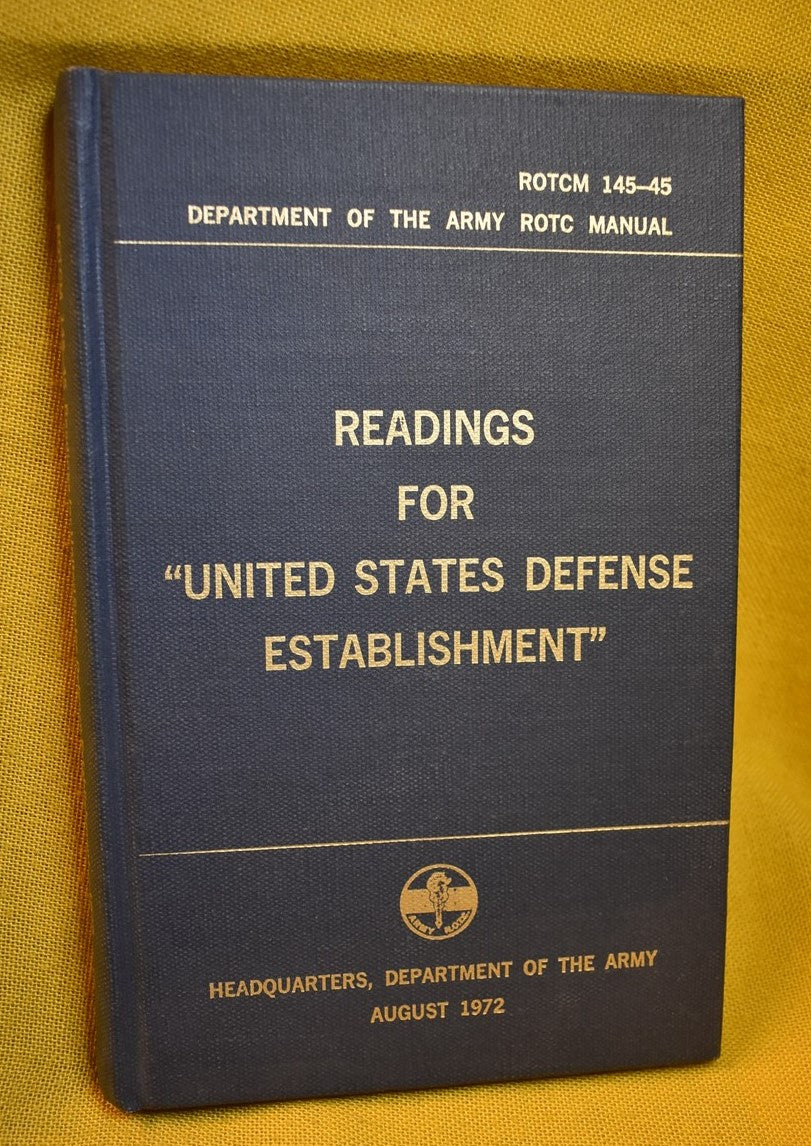 ROTCM 145–45
DEPARTMENT OF THE ARMY ROTC MANUAL
READINGS
FOR
“UNITED STATES DEFENSE
ESTABLISHMENT”
ARMY R.O.T.C.
HEADQUARTERS, DEPARTMENT OF THE ARMY
AUGUST 1972